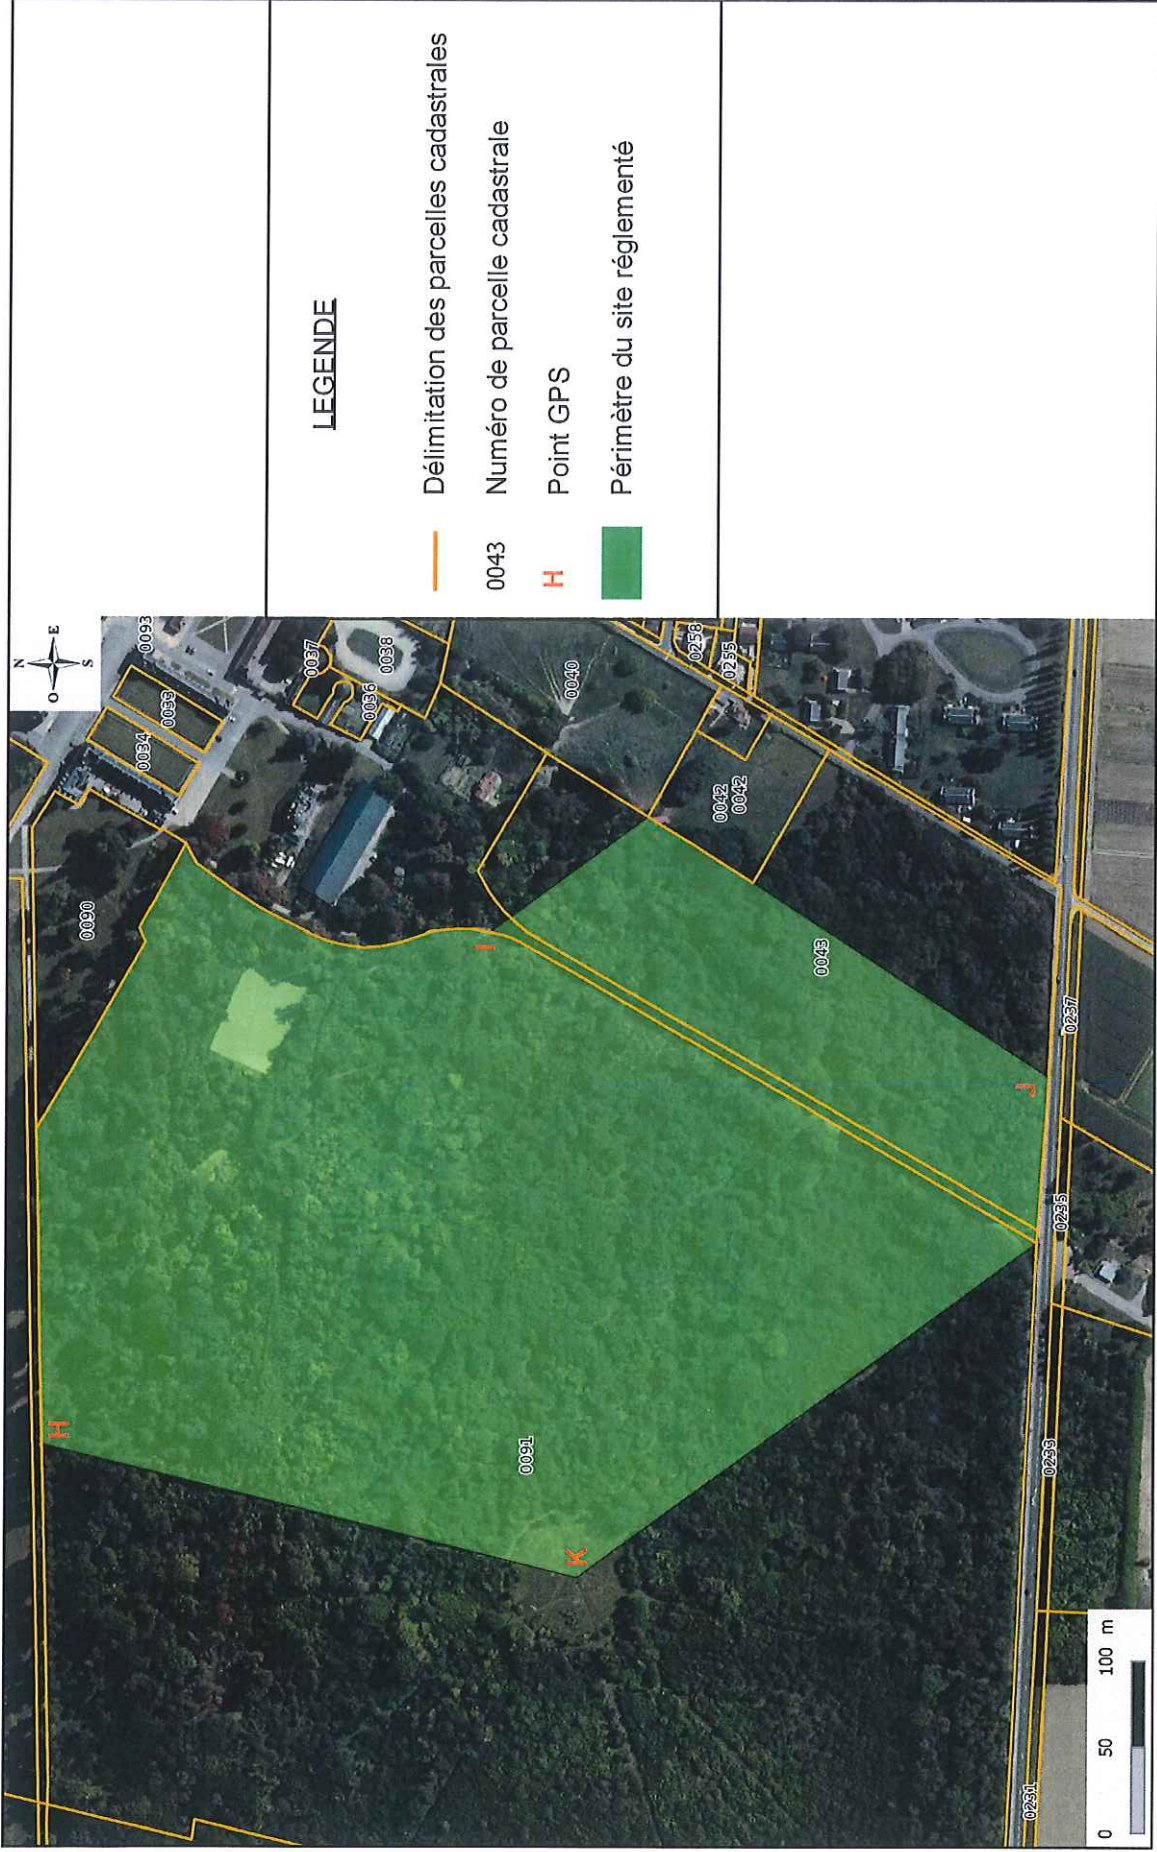 LEGENDE
Délimitation des parcelles cadastrales
0043 Numéro de parcelle cadastrale
H Point GPS
Périmètre du site réglementé
N
O E
S
0093
0033
0034
0037
0038
0036
0090
0040
0258
0255
0042
0042
I
0043
J
0237
0235
H
0091
K
0233
0231
0 50 100 m